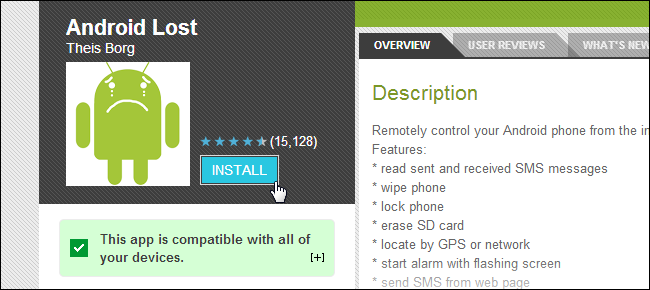 Android Lost
Theis Borg
(15,128)
INSTALL
This app is compatible with all of
your devices.
[+]
OVERVIEW
USER REVIEWS
WHAT'S NEW
Description
Remotely control your Android phone from the in
Features:
* read sent and received SMS messages
* wipe phone
* lock phone
* erase SD card
* locate by GPS or network
* start alarm with flashing screen
* send SMS from web page